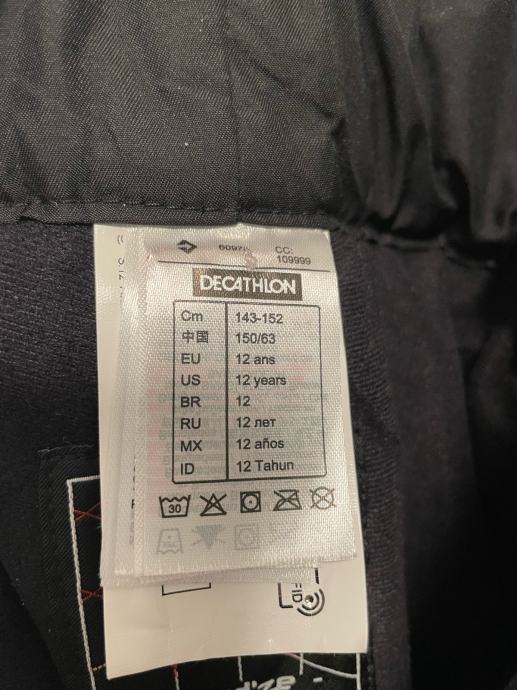 CC:
109999
DECATHLON
Cm 143-152
中国 150/63
EU 12 ans
US 12 years
BR 12
RU 12 лет
MX 12 años
ID 12 Tahun
30